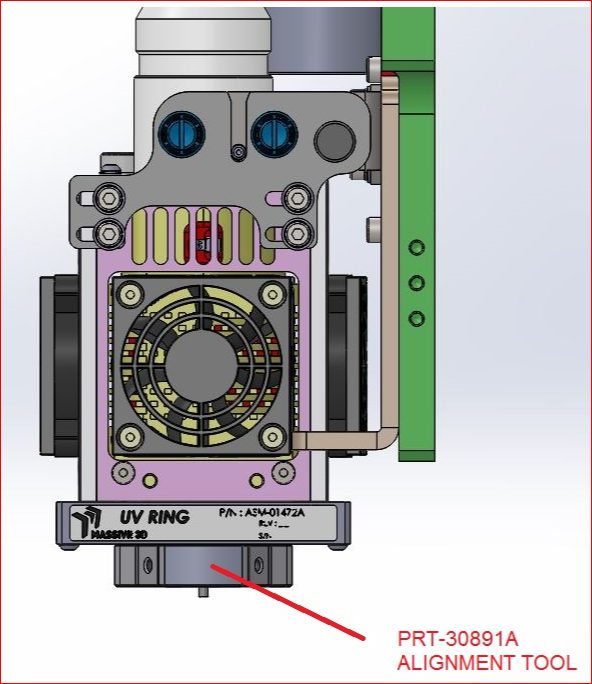 UV RING
P/N : ASM-01472A
REV : __
S/N
MASSIVE 3D
PRT-30891A
ALIGNMENT TOOL